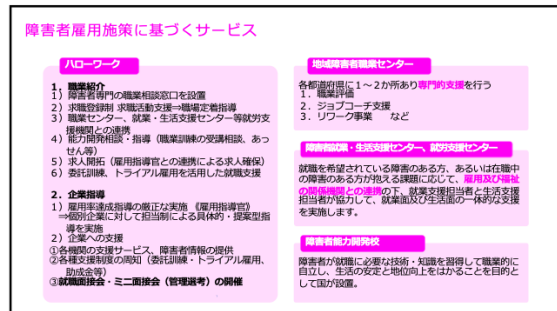 障害者雇用施策に基づくサービス
ハローワーク
1．職業紹介
1）障害者専門の職業相談窓口を設置
2）求職登録制 求職活動支援⇒職場定着指導
3）職業センター、就業・生活支援センター等就労支
援機関との連携
4）能力開発相談・指導（職業訓練の受講相談、あっ
せん等）
5）求人開拓（雇用指導官との連携による求人確保）
6）委託訓練、トライアル雇用を活用した就職支援
2．企業指導
1）雇用率達成指導の厳正な実施 《雇用指導官》
⇒個別企業に対して担当制による具体的・提案型指
導を実施
2）企業への支援
①各機関の支援サービス、障害者情報の提供
②各種支援制度の周知（委託訓練・トライアル雇用、
助成金等）
③就職面接会・ミニ面接会（管理選考）の開催
地域障害者職業センター
各都道府県に１～２か所あり専門的支援を行う
1．職業評価
2．ジョブコーチ支援
3．リワーク事業　など
障害者就業・生活支援センター、就労支援センター
就職を希望されている障害のある方、あるいは在職中
の障害のある方が抱える課題に応じて、雇用及び福祉
の関係機関との連携の下、就業支援担当者と生活支援
担当者が協力して、就業面及び生活面の一体的な支援
を実施します。
障害者能力開発校
障害者が就職に必要な技術・知識を習得して職業的に
自立し、生活の安定と地位向上をはかることを目的と
して国が設置。